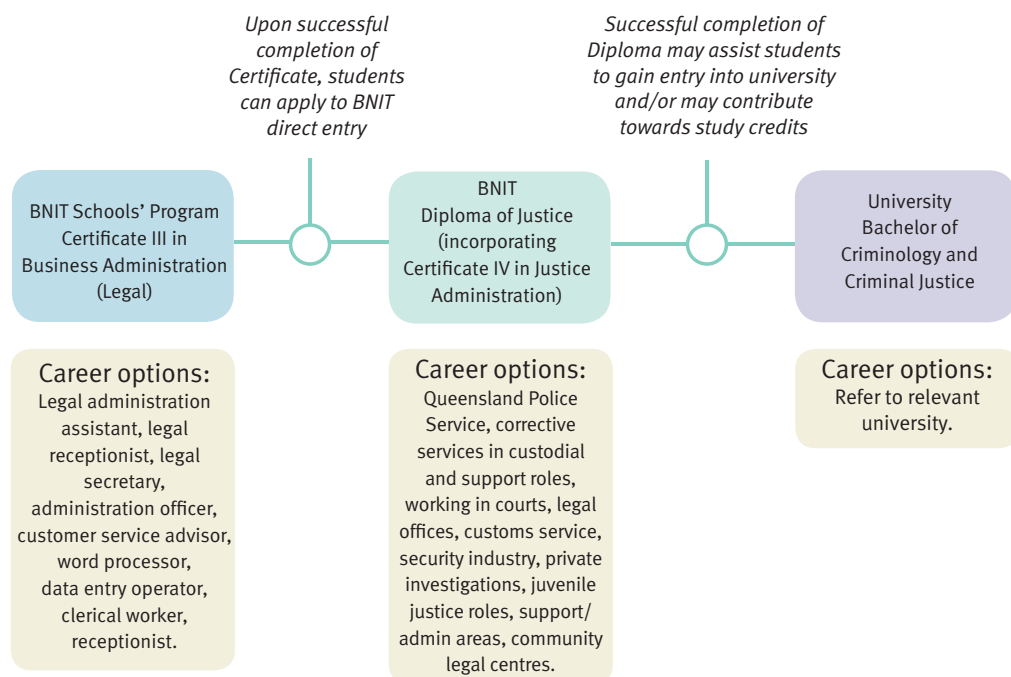 Upon successful
completion of
Certificate, students
can apply to BNIT
direct entry
Successful completion of
Diploma may assist students
to gain entry into university
and/or may contribute
towards study credits
BNIT Schools’ Program
Certificate III in
Business Administration
(Legal)
BNIT
Diploma of Justice
(incorporating
Certificate IV in Justice
Administration)
University
Bachelor of
Criminology and
Criminal Justice
Career options:
Legal administration
assistant, legal
receptionist, legal
secretary,
administration officer,
customer service advisor,
word processor,
data entry operator,
clerical worker,
receptionist.
Career options:
Queensland Police
Service, corrective
services in custodial
and support roles,
working in courts, legal
offices, customs service,
security industry, private
investigations, juvenile
justice roles, support/
admin areas, community
legal centres.
Career options:
Refer to relevant
university.